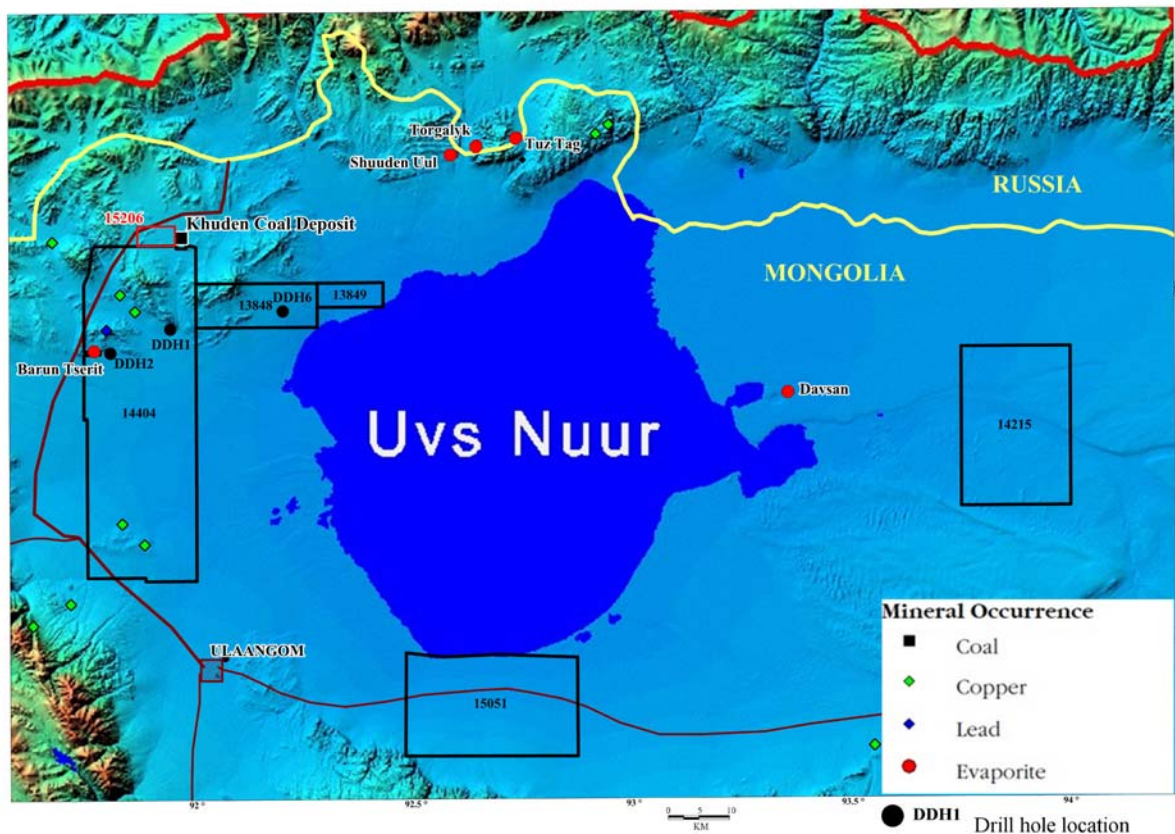 Torgalyk
Tuz Tag
Shuuden Uul
RUSSIA
15206
Khuden Coal Deposit
MONGOLIA
13848
DDH6
13849
DDH1
DDH2
Barun Tserit
Davsan
14404
Uvs Nuur
14215
Mineral Occurrence
Coal
Copper
Lead
Evaporite
ULAANGOM
15051
92°
92.5°
93
93.5°
94
0 5 10
KM
DDH1 Drill hole location